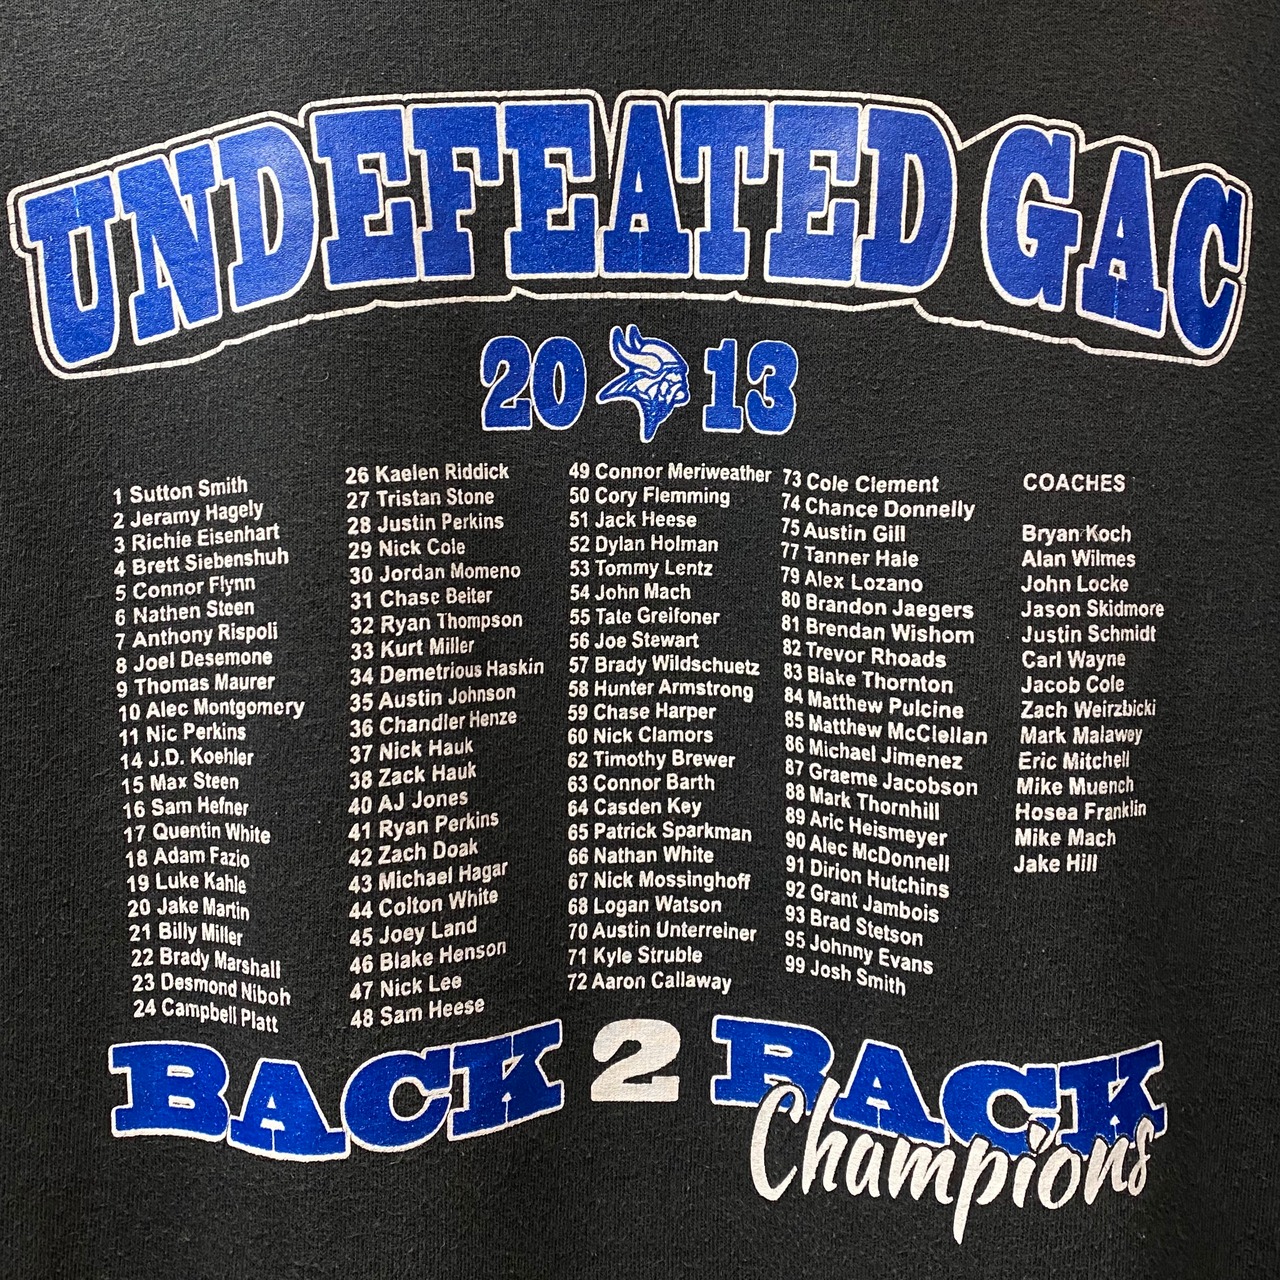 UNDEFEATED GAC
20 13
1 Sutton Smith
2 Jeramy Hagely
3 Richie Eisenhart
4 Brett Siebenshuh
5 Connor Flynn
6 Nathen Steen
7 Anthony Rispoli
8 Joel Desemone
9 Thomas Maurer
10 Alec Montgomery
11 Nic Perkins
14 J.D. Koehler
15 Max Steen
16 Sam Hefner
17 Quentin White
18 Adam Fazio
19 Luke Kahle
20 Jake Martin
21 Billy Miller
22 Brady Marshall
23 Desmond Niboh
24 Campbell Platt
26 Kaelen Riddick
27 Tristan Stone
28 Justin Perkins
29 Nick Cole
30 Jordan Momeno
31 Chase Beiter
32 Ryan Thompson
33 Kurt Miller
34 Demetrious Haskin
35 Austin Johnson
36 Chandler Henze
37 Nick Hauk
38 Zack Hauk
40 AJ Jones
41 Ryan Perkins
42 Zach Doak
43 Michael Hagar
44 Colton White
45 Joey Land
46 Blake Henson
47 Nick Lee
48 Sam Heese
49 Connor Meriweather
50 Cory Flemming
51 Jack Heese
52 Dylan Holman
53 Tommy Lentz
54 John Mach
55 Tate Greifoner
56 Joe Stewart
57 Brady Wildschuetz
58 Hunter Armstrong
59 Chase Harper
60 Nick Clamors
62 Timothy Brewer
63 Connor Barth
64 Casden Key
65 Patrick Sparkman
66 Nathan White
67 Nick Mossinghoff
68 Logan Watson
70 Austin Unterreiner
71 Kyle Struble
72 Aaron Callaway
73 Cole Clement
74 Chance Donnelly
75 Austin Gill
77 Tanner Hale
79 Alex Lozano
80 Brandon Jaegers
81 Brendan Wishom
82 Trevor Rhoads
83 Blake Thornton
84 Matthew Pulcine
85 Matthew McClellan
86 Michael Jimenez
87 Graeme Jacobson
88 Mark Thornhill
89 Aric Heismeyer
90 Alec McDonnell
91 Dirion Hutchins
92 Grant Jambois
93 Brad Stetson
95 Johnny Evans
99 Josh Smith
COACHES
Bryan Koch
Alan Wilmes
John Locke
Jason Skidmore
Justin Schmidt
Carl Wayne
Jacob Cole
Zach Weirzbicki
Mark Malawey
Eric Mitchell
Mike Muench
Hosea Franklin
Mike Mach
Jake Hill
BACK 2 BACK
Champions